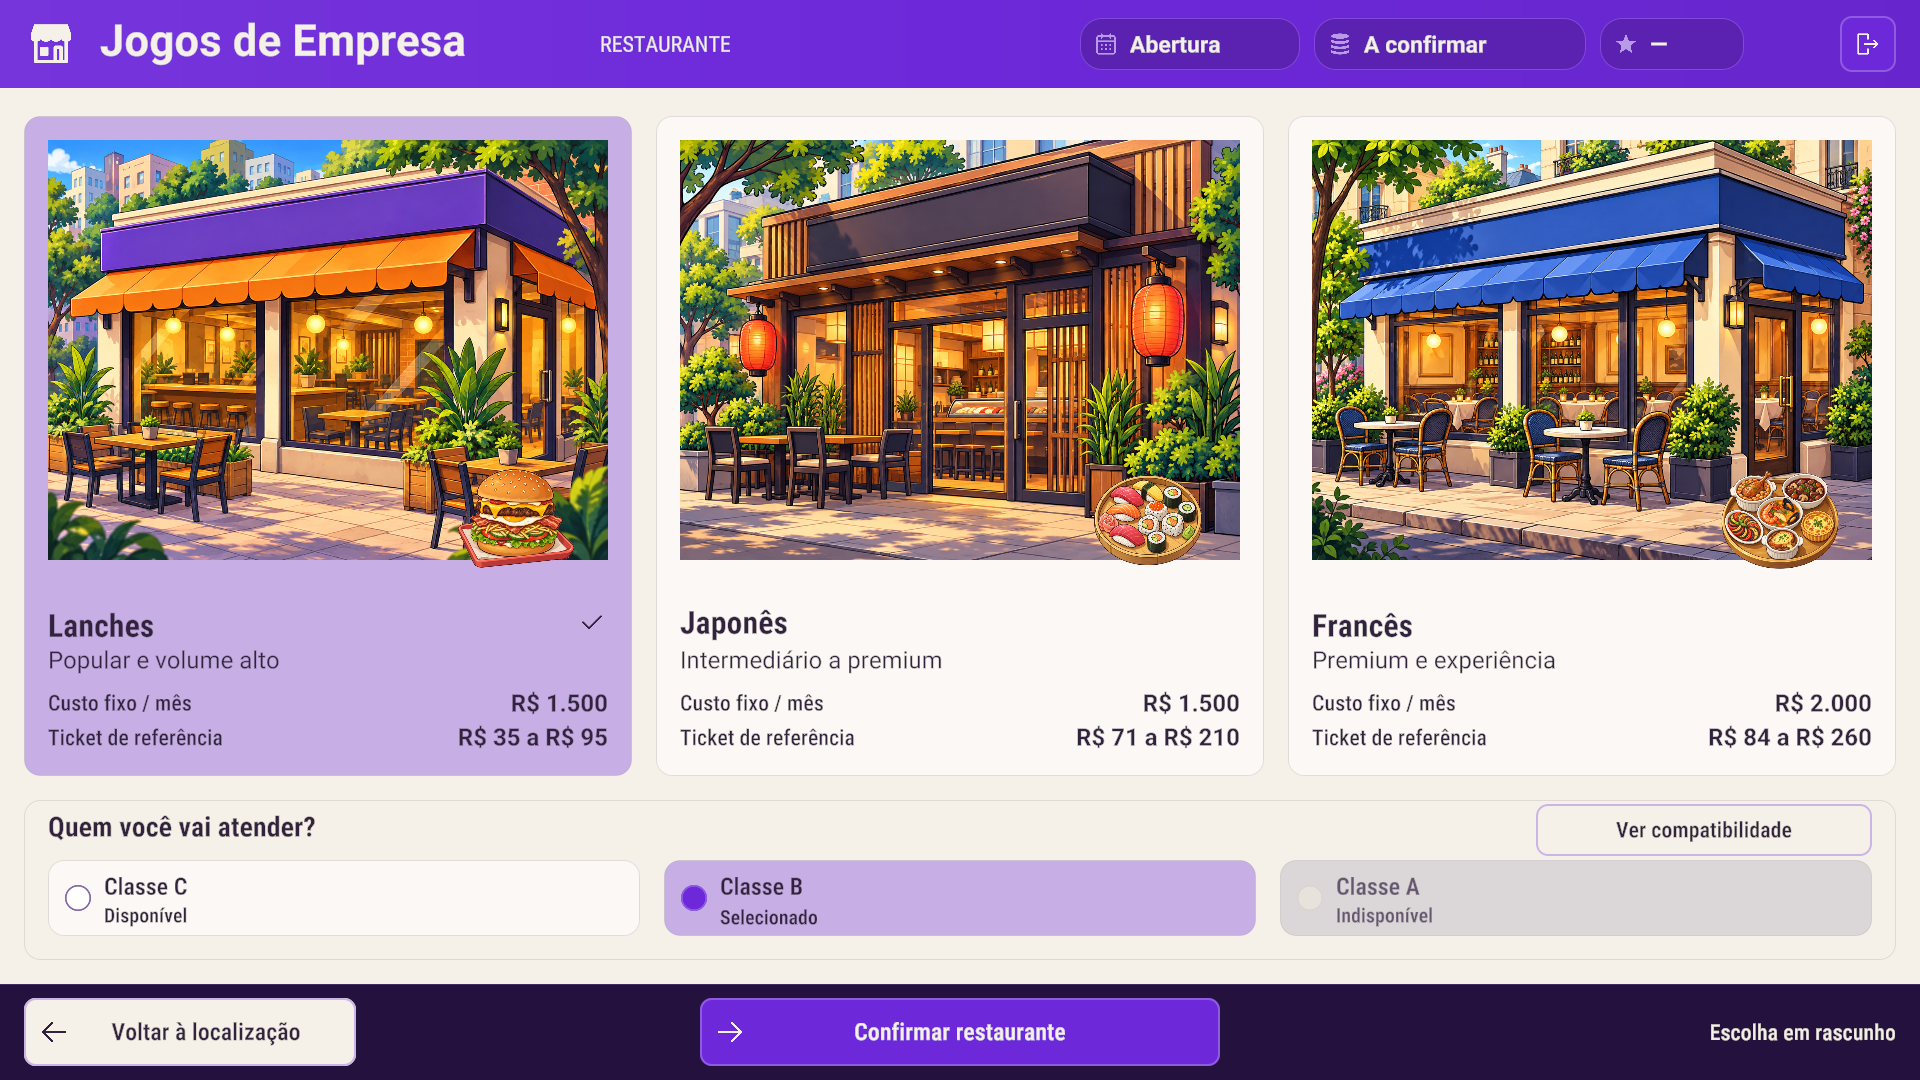 Jogos de Empresa
RESTAURANTE
Abertura
A confirmar
–
Lanches
Popular e volume alto
Custo fixo / mês R$ 1.500
Ticket de referência R$ 35 a R$ 95
Japonês
Intermediário a premium
Custo fixo / mês R$ 1.500
Ticket de referência R$ 71 a R$ 210
Francês
Premium e experiência
Custo fixo / mês R$ 2.000
Ticket de referência R$ 84 a R$ 260
Quem você vai atender?
Ver compatibilidade
Classe C
Disponível
Classe B
Selecionado
Classe A
Indisponível
Voltar à localização
Confirmar restaurante
Escolha em rascunho